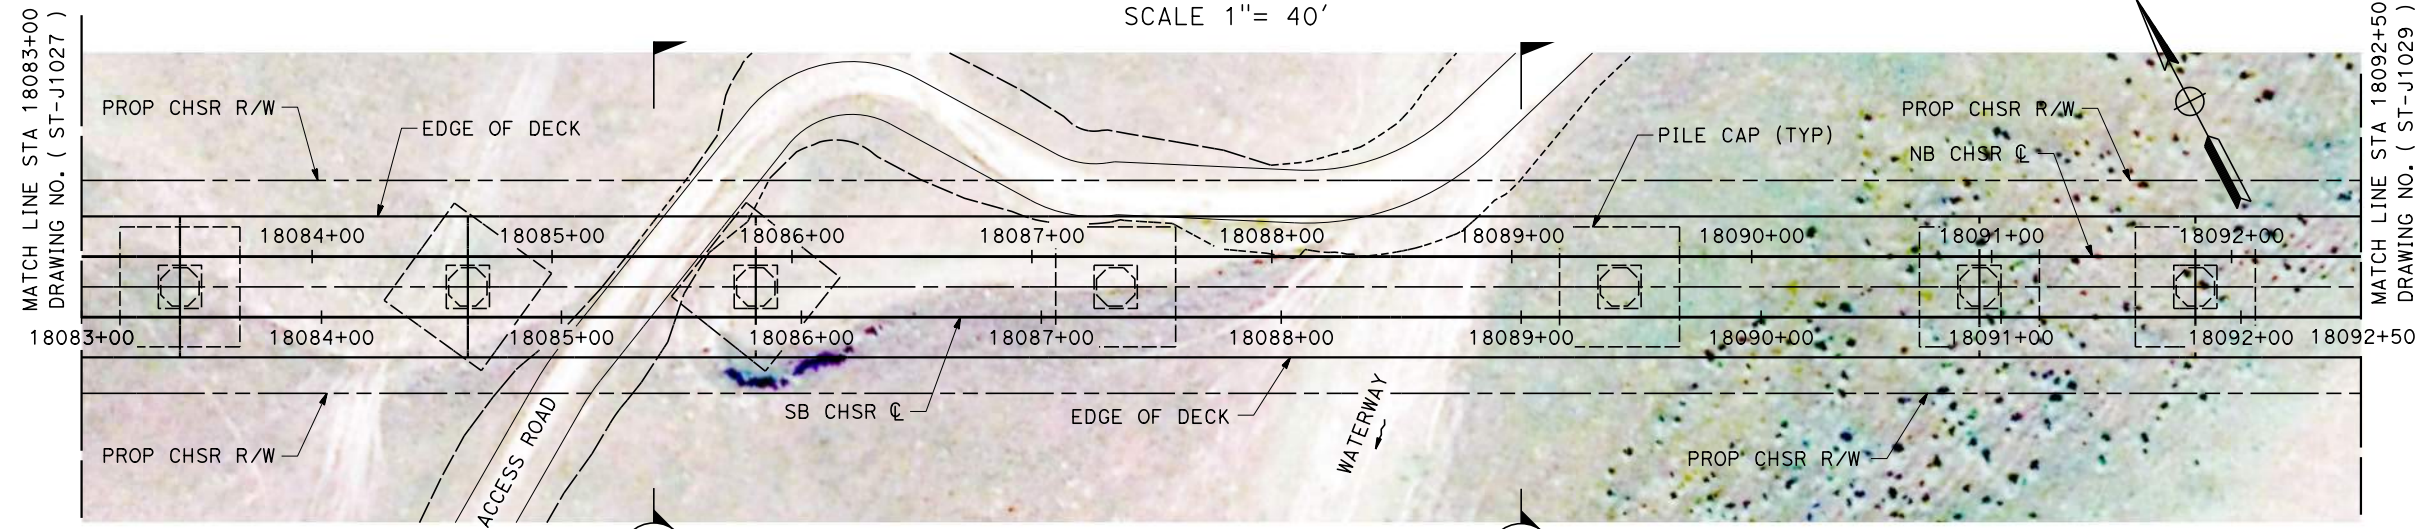 SCALE 1"= 40'
MATCH LINE STA 18083+00
DRAWING NO. ( ST-J1027 )
MATCH LINE STA 18092+50
DRAWING NO. ( ST-J1029 )
PROP CHSR R/W
EDGE OF DECK
PILE CAP (TYP)
PROP CHSR R/W
NB CHSR ℄
18084+00
18085+00
18086+00
18087+00
18088+00
18089+00
18090+00
18091+00
18092+00
18083+00
18084+00
18085+00
18086+00
18087+00
18088+00
18089+00
18090+00
18091+00
18092+00
18092+50
SB CHSR ℄
EDGE OF DECK
PROP CHSR R/W
ACCESS ROAD
WATERWAY
PROP CHSR R/W